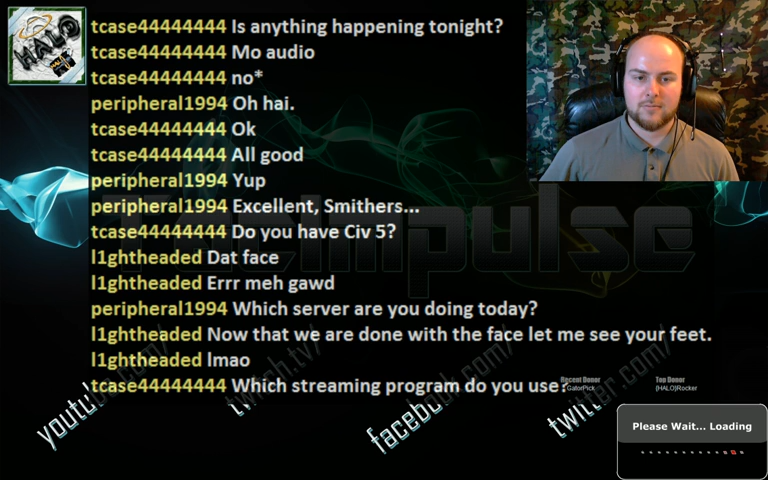 HALO
tcase44444444 Is anything happening tonight?
tcase44444444 Mo audio
tcase44444444 no*
peripheral1994 Oh hai.
tcase44444444 Ok
tcase44444444 All good
peripheral1994 Yup
peripheral1994 Excellent, Smithers...
tcase44444444 Do you have Civ 5?
l1ghtheaded Dat face
l1ghtheaded Errr meh gawd
peripheral1994 Which server are you doing today?
l1ghtheaded Now that we are done with the face let me see your feet.
l1ghtheaded lmao
tcase44444444 Which streaming program do you use?
Recent Donor
GatorPick
Top Donor
(HALO)Rocker
twitch.tv/
facebook.com/
twitter.com/
Please Wait... Loading